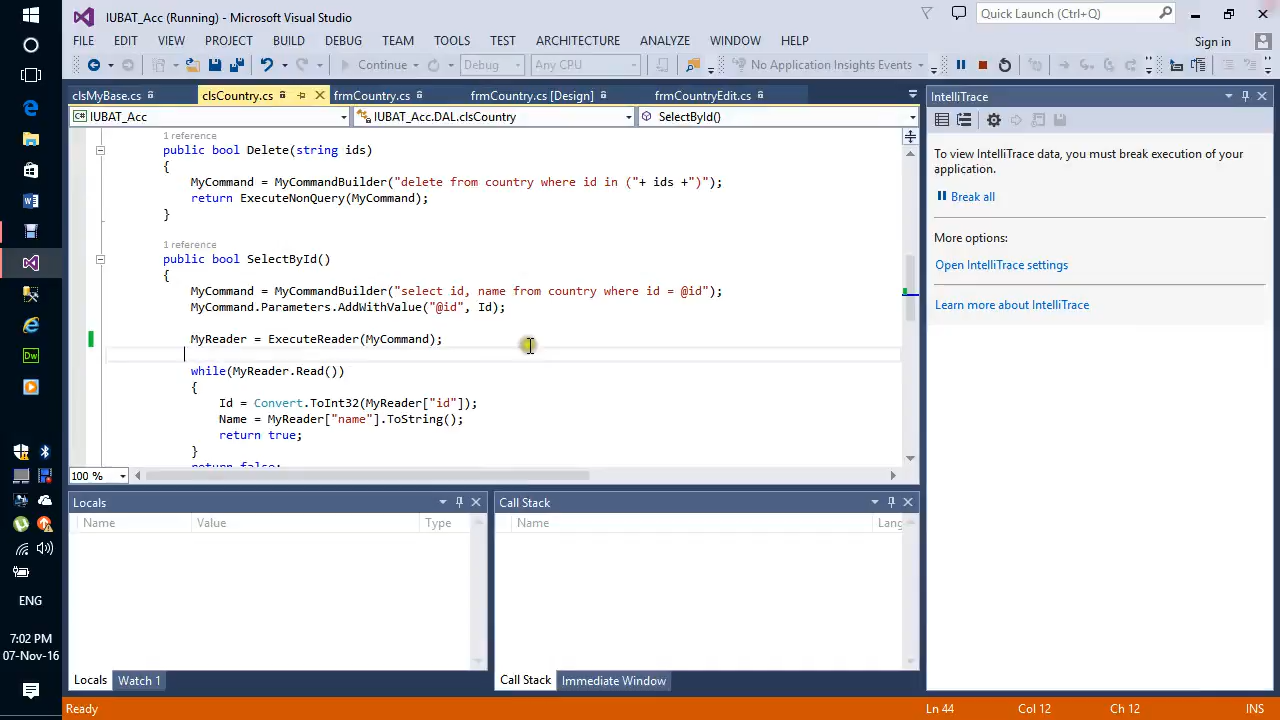 IUBAT_Acc (Running) - Microsoft Visual Studio
Quick Launch (Ctrl+Q)
FILE EDIT VIEW PROJECT BUILD DEBUG TEAM TOOLS TEST ARCHITECTURE ANALYZE WINDOW HELP
Sign in
Continue Debug Any CPU No Application Insights Events
clsMyBase.cs clsCountry.cs frmCountry.cs frmCountry.cs [Design] frmCountryEdit.cs
IUBAT_Acc IUBAT_Acc.DAL.clsCountry SelectById()
1 reference
public bool Delete(string ids)
{
MyCommand = MyCommandBuilder("delete from country where id in ("+ ids +")");
return ExecuteNonQuery(MyCommand);
}
1 reference
public bool SelectById()
{
MyCommand = MyCommandBuilder("select id, name from country where id = @id");
MyCommand.Parameters.AddWithValue("@id", Id);
MyReader = ExecuteReader(MyCommand);
while(MyReader.Read())
{
Id = Convert.ToInt32(MyReader["id"]);
Name = MyReader["name"].ToString();
return true;
}
return false;
100 %
IntelliTrace
To view IntelliTrace data, you must break execution of your
application.
Break all
More options:
Open IntelliTrace settings
Learn more about IntelliTrace
Locals
Name Value Type
Locals Watch 1
Call Stack
Name Lang
Call Stack Immediate Window
Dw
ENG
7:02 PM
07-Nov-16
Ready Ln 44 Col 12 Ch 12 INS